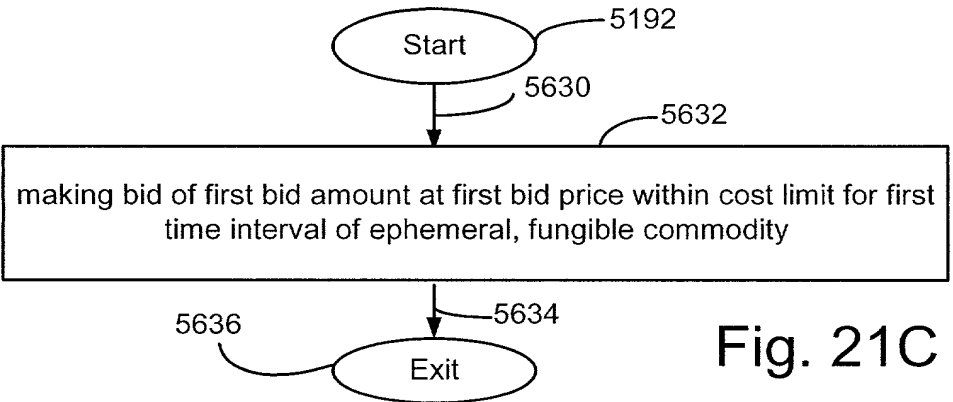 Start
5192
5630
5632
making bid of first bid amount at first bid price within cost limit for first
time interval of ephemeral, fungible commodity
5634
5636
Exit
Fig. 21C